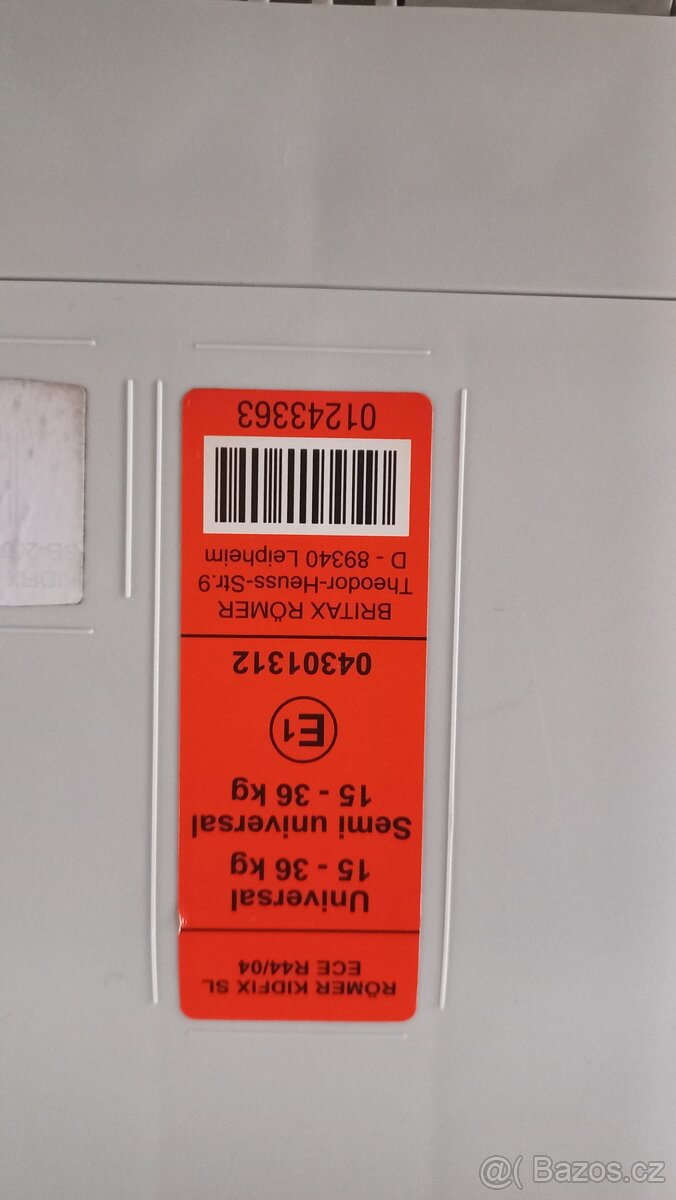 RÖMER KIDFIX SL
ECE R44/04
Universal
15 - 36 kg
Semi universal
15 - 36 kg
E1
04301312
BRITAX RÖMER
Theodor-Heuss-Str.9
D - 89340 Leipheim
01243363
KIDFIX
@( Bazos.cz